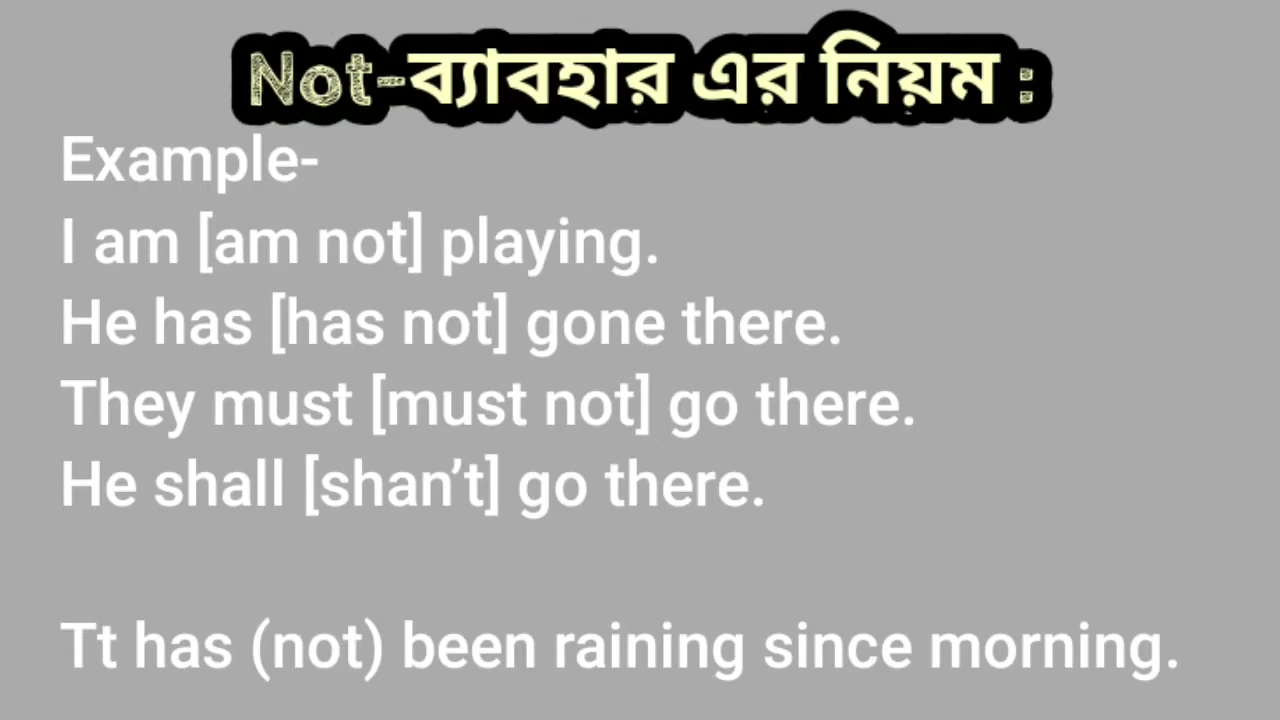 Not-ব্যাবহার এর নিয়ম :
Example-
I am [am not] playing.
He has [has not] gone there.
They must [must not] go there.
He shall [shan’t] go there.
Tt has (not) been raining since morning.